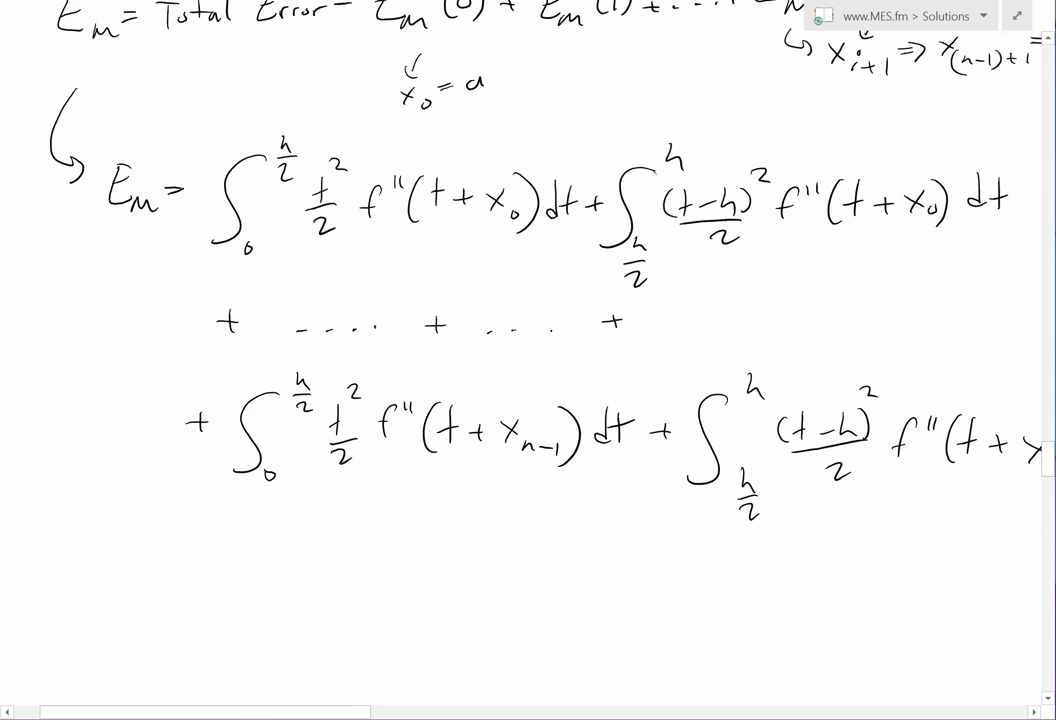 E_m = Total Error = E_m(0) + E_m(1) + ....
www.MES.fm > Solutions
↳ x_{i+1} ⇒ x_{(n-1)+1} =
x_0 = a
E_m = ∫_0^{h/2} t²/2 f''(t + x_0) dt + ∫_{h/2}^h (t-h)²/2 f''(t + x_0) dt
+ .... + .... +
+ ∫_0^{h/2} t²/2 f''(t + x_{n-1}) dt + ∫_{h/2}^h (t-h)²/2 f''(t + x